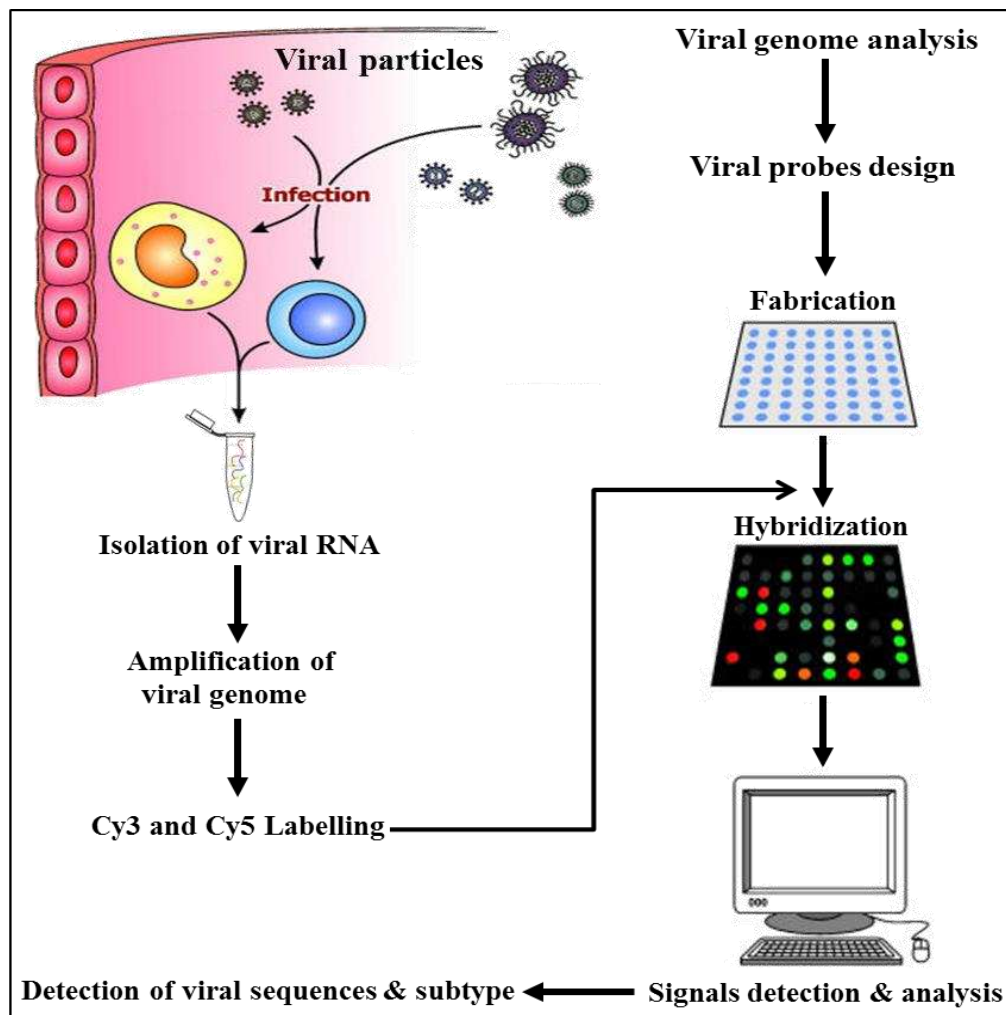 Viral particles
Infection
Isolation of viral RNA
Amplification of
viral genome
Cy3 and Cy5 Labelling
Viral genome analysis
Viral probes design
Fabrication
Hybridization
Signals detection & analysis
Detection of viral sequences & subtype